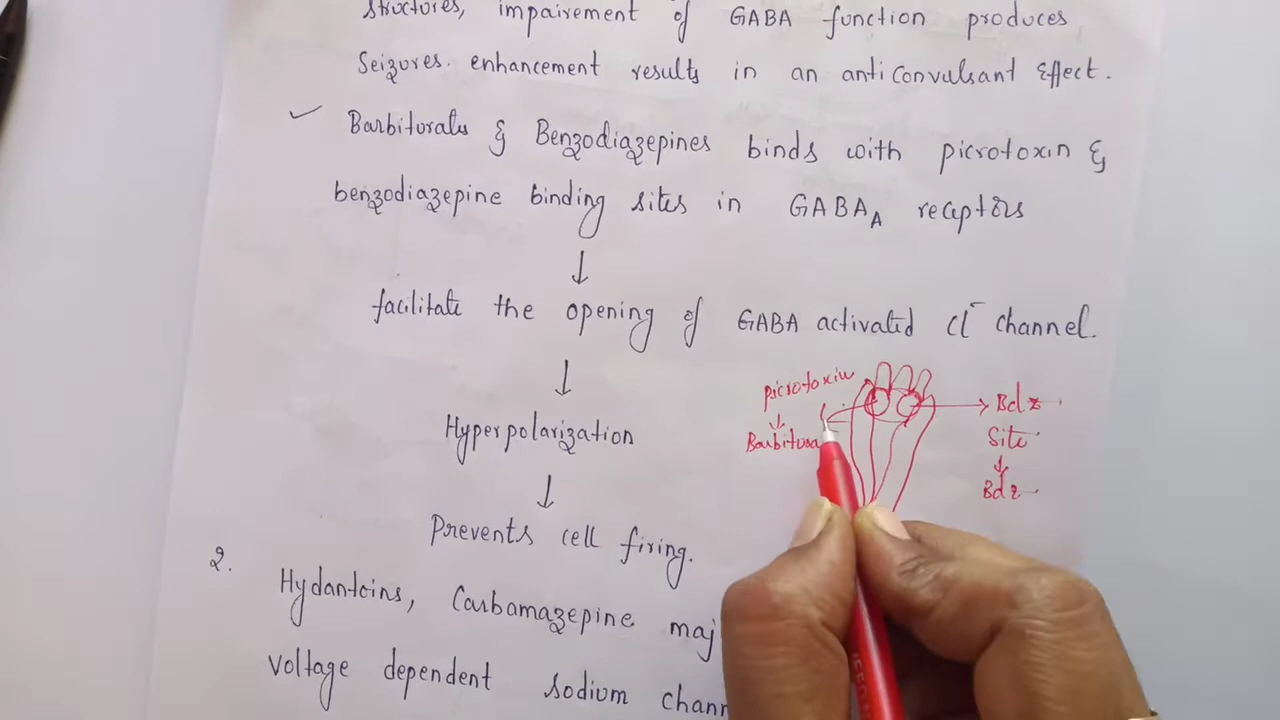 structures, impairement of GABA function produces
Seizures. enhancement results in an anticonvulsant Effect.
Barbiturates & Benzodiazepines binds with picrotoxin &
benzodiazepine binding sites in GABAA receptors
↓
facilitate the opening of GABA activated Cl- channel.
↓
Hyperpolarization
↓
Prevents cell firing.
picrotoxin
↓
Barbitura
Bdz
Site
↓
Bdz
2. Hydantoins, Carbamazepine maj
voltage dependent sodium chann